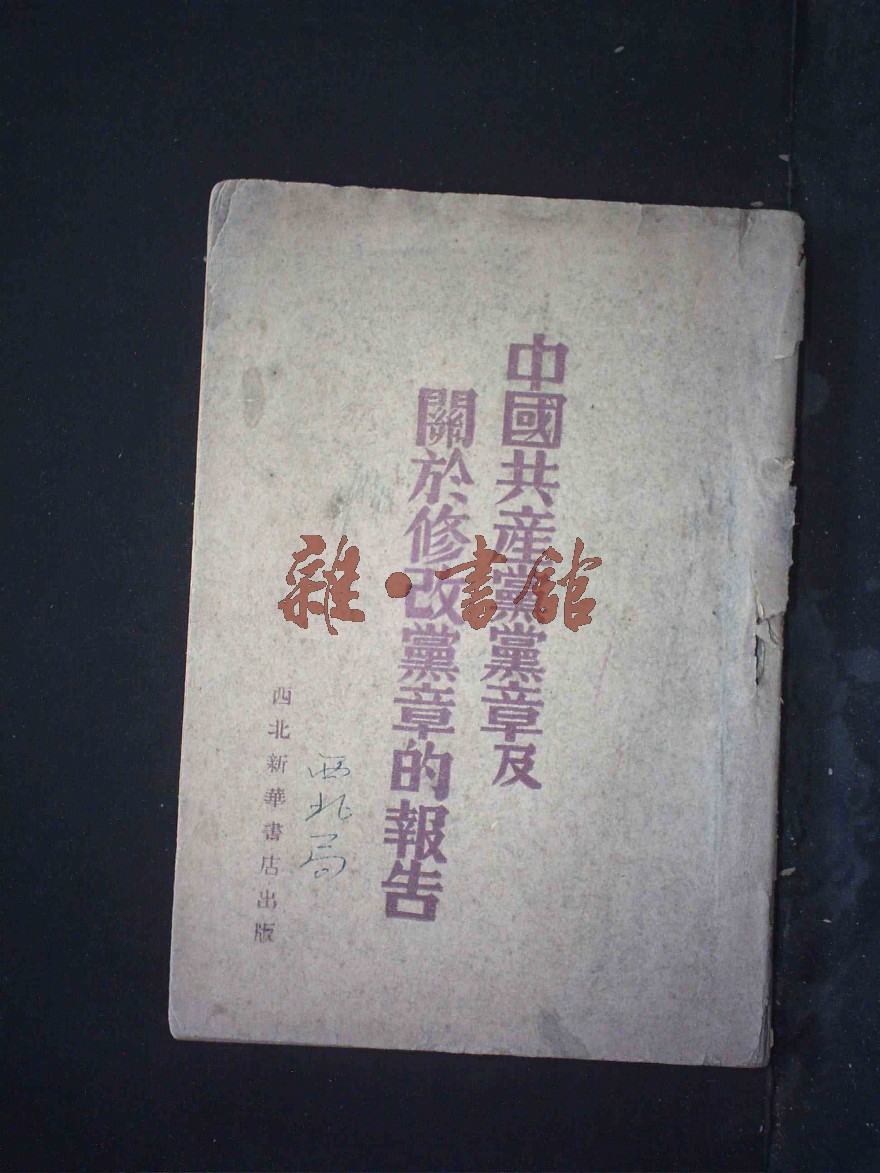 中國共産黨黨章及
關於修改黨章的報告
西北局
西北新華書店出版
雜·書館